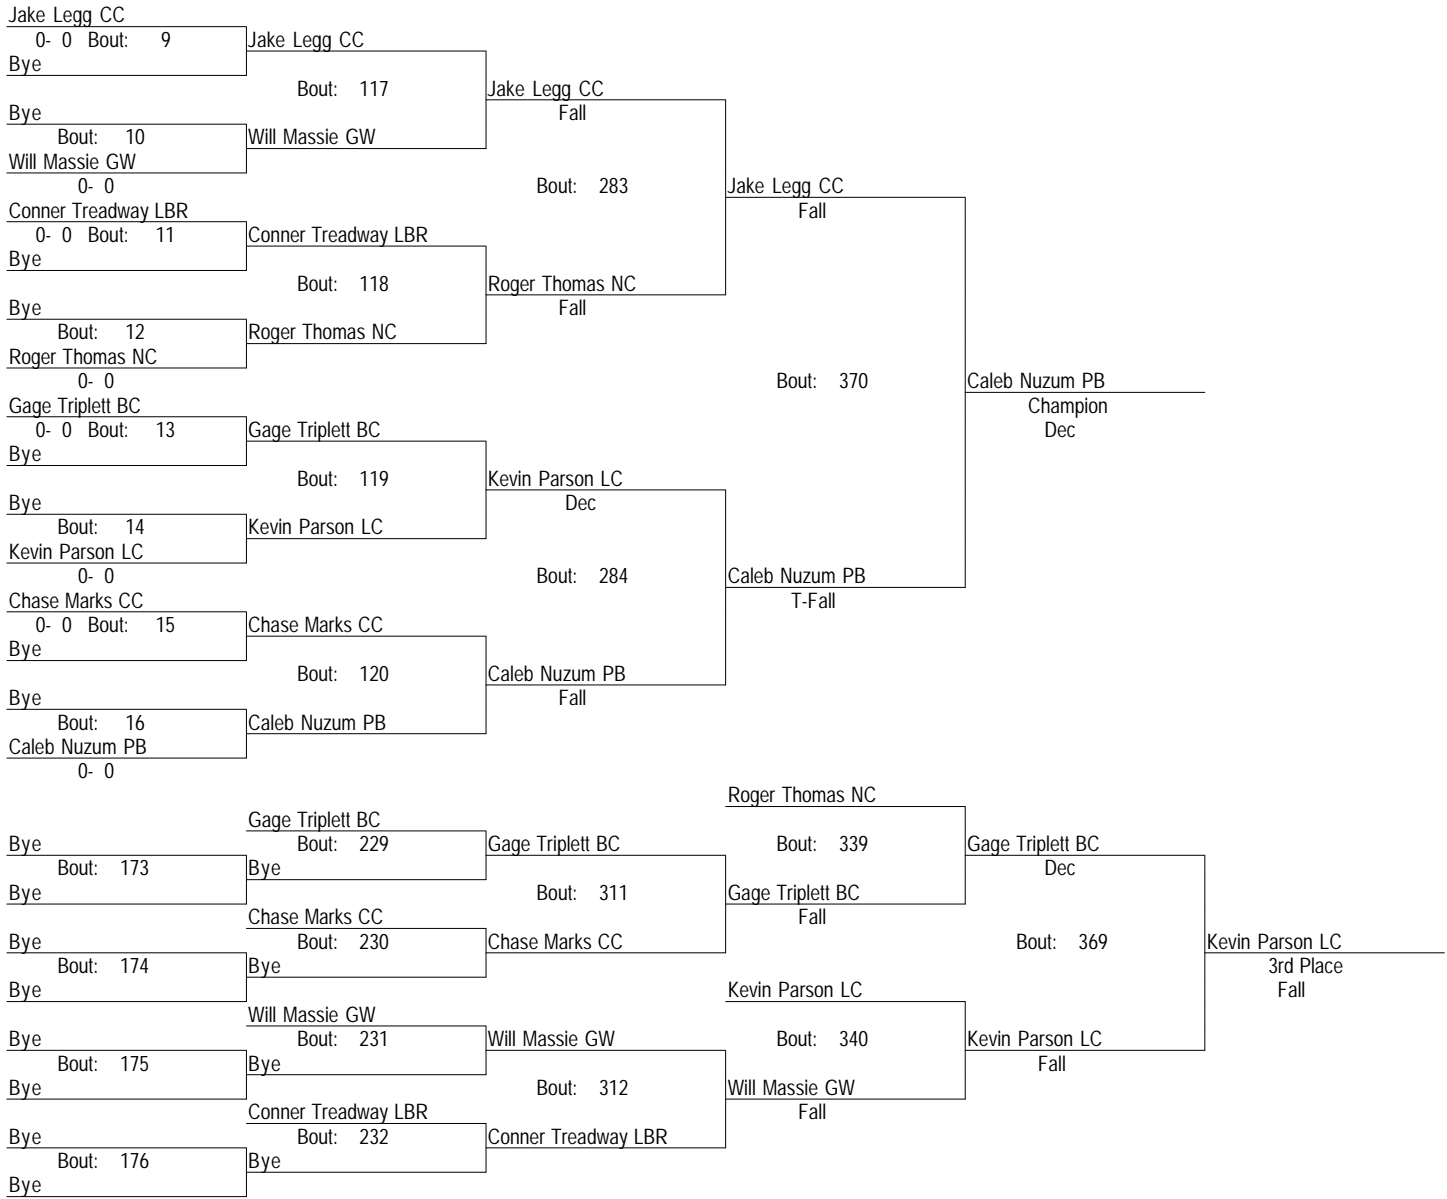 Jake Legg CC
0- 0 Bout: 9 Jake Legg CC
Bye
Bout: 117 Jake Legg CC
Bye Fall
Bout: 10 Will Massie GW
Will Massie GW
0- 0 Bout: 283 Jake Legg CC
Conner Treadway LBR Fall
0- 0 Bout: 11 Conner Treadway LBR
Bye
Bout: 118 Roger Thomas NC
Bye Fall
Bout: 12 Roger Thomas NC
Roger Thomas NC
0- 0 Bout: 370 Caleb Nuzum PB
Gage Triplett BC Champion
0- 0 Bout: 13 Gage Triplett BC Dec
Bye
Bout: 119 Kevin Parson LC
Bye Dec
Bout: 14 Kevin Parson LC
Kevin Parson LC
0- 0 Bout: 284 Caleb Nuzum PB
Chase Marks CC T-Fall
0- 0 Bout: 15 Chase Marks CC
Bye
Bout: 120 Caleb Nuzum PB
Bye Fall
Bout: 16 Caleb Nuzum PB
Caleb Nuzum PB
0- 0
Roger Thomas NC
Gage Triplett BC
Bye Bout: 229 Gage Triplett BC Bout: 339 Gage Triplett BC
Bout: 173 Bye Dec
Bye Bout: 311 Gage Triplett BC
Chase Marks CC Fall
Bye Bout: 230 Chase Marks CC Bout: 369 Kevin Parson LC
Bout: 174 Bye 3rd Place
Bye Kevin Parson LC Fall
Will Massie GW
Bye Bout: 231 Will Massie GW Bout: 340 Kevin Parson LC
Bout: 175 Bye Fall
Bye Bout: 312 Will Massie GW
Conner Treadway LBR Fall
Bye Bout: 232 Conner Treadway LBR
Bout: 176 Bye
Bye